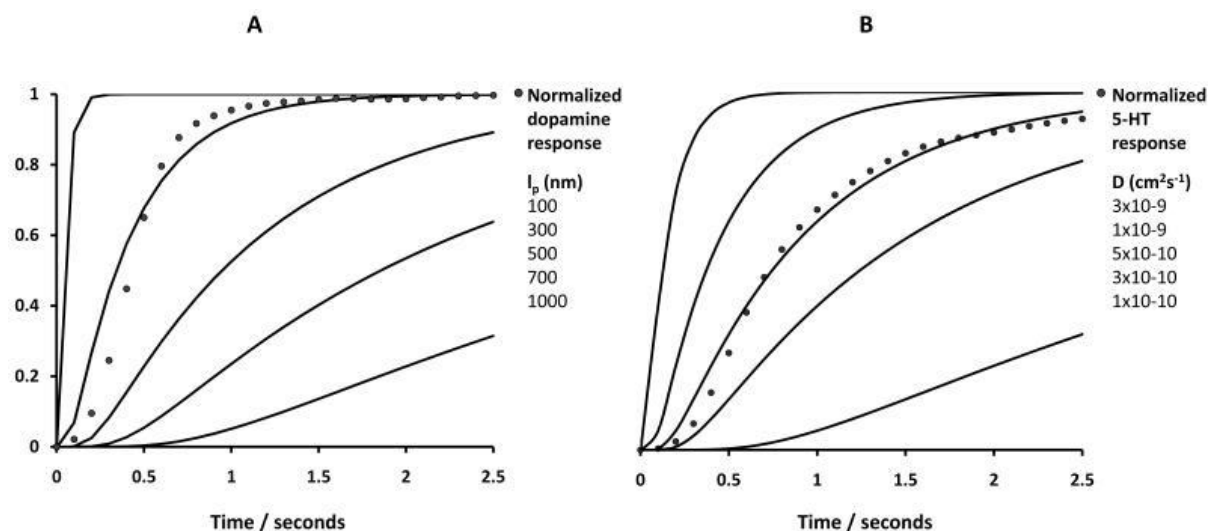 A
1
0.8
0.6
0.4
0.2
0
0 0.5 1 1.5 2 2.5
Time / seconds
Normalized
dopamine
response
lₚ (nm)
100
300
500
700
1000
B
0 0.5 1 1.5 2 2.5
Time / seconds
Normalized
5-HT
response
D (cm²s⁻¹)
3x10-9
1x10-9
5x10-10
3x10-10
1x10-10